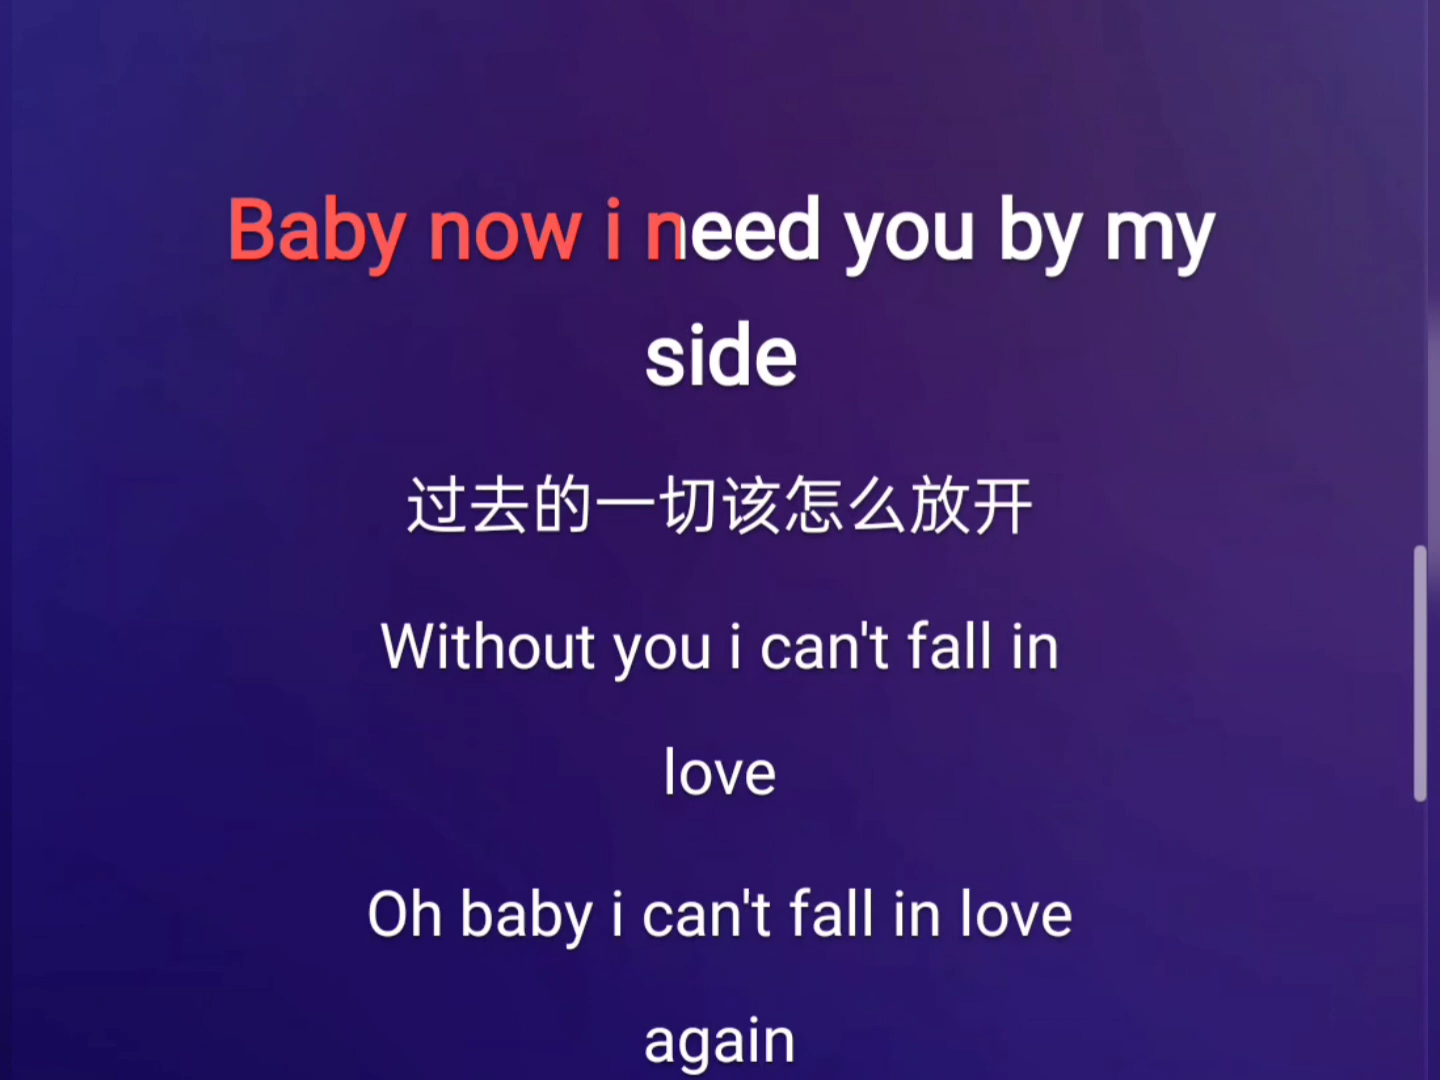 Baby now i need you by my
side
过去的一切该怎么放开
Without you i can't fall in
love
Oh baby i can't fall in love
again